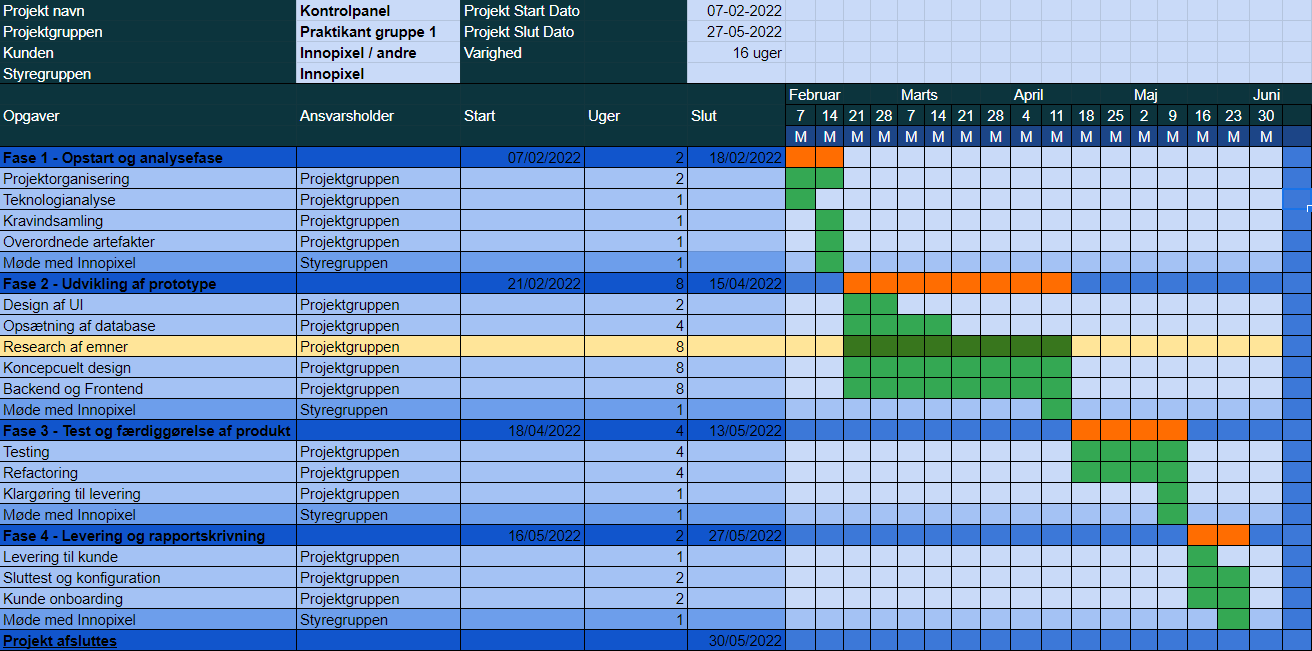 Projekt navn Kontrolpanel Projekt Start Dato 07-02-2022
Projektgruppen Praktikant gruppe 1 Projekt Slut Dato 27-05-2022
Kunden Innopixel / andre Varighed 16 uger
Styregruppen Innopixel
Februar Marts April Maj Juni
Opgaver Ansvarsholder Start Uger Slut 7 14 21 28 7 14 21 28 4 11 18 25 2 9 16 23 30
M M M M M M M M M M M M M M M M M
Fase 1 - Opstart og analysefase 07/02/2022 2 18/02/2022
Projektorganisering Projektgruppen 2
Teknologianalyse Projektgruppen 1
Kravindsamling Projektgruppen 1
Overordnede artefakter Projektgruppen 1
Møde med Innopixel Styregruppen 1
Fase 2 - Udvikling af prototype 21/02/2022 8 15/04/2022
Design af UI Projektgruppen 2
Opsætning af database Projektgruppen 4
Research af emner Projektgruppen 8
Koncepcuelt design Projektgruppen 8
Backend og Frontend Projektgruppen 8
Møde med Innopixel Styregruppen 1
Fase 3 - Test og færdiggørelse af produkt 18/04/2022 4 13/05/2022
Testing Projektgruppen 4
Refactoring Projektgruppen 4
Klargøring til levering Projektgruppen 1
Møde med Innopixel Styregruppen 1
Fase 4 - Levering og rapportskrivning 16/05/2022 2 27/05/2022
Levering til kunde Projektgruppen 1
Sluttest og konfiguration Projektgruppen 2
Kunde onboarding Projektgruppen 2
Møde med Innopixel Styregruppen 1
Projekt afsluttes 30/05/2022